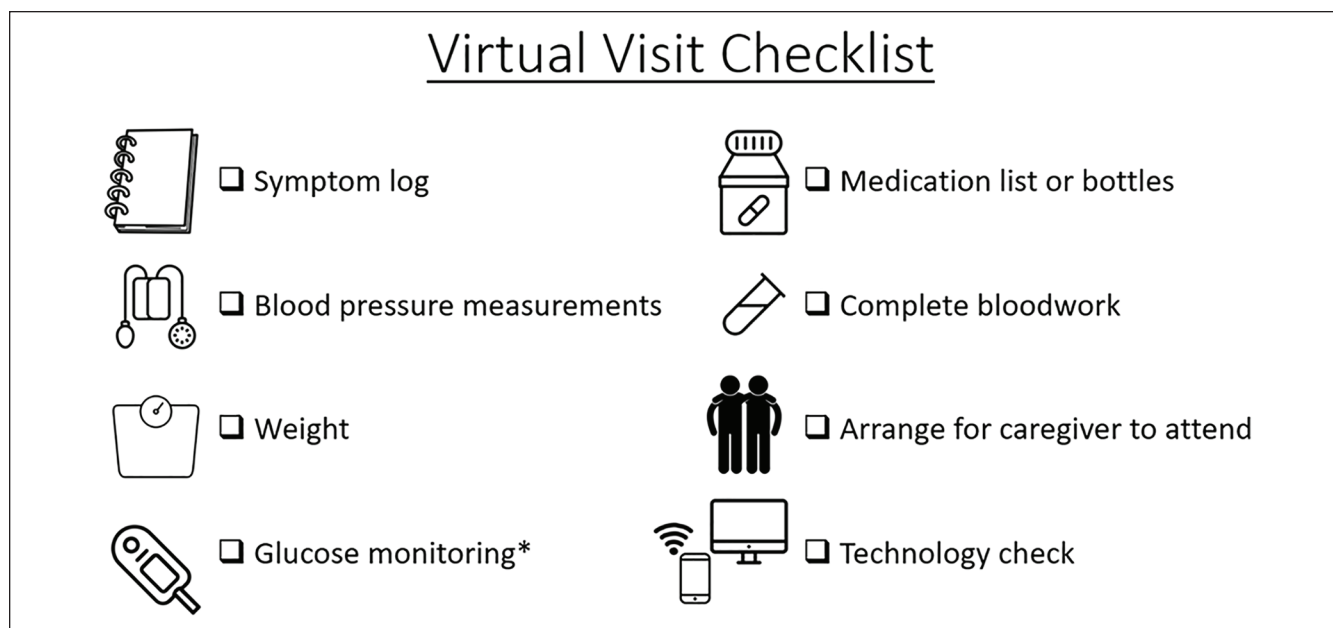 Virtual Visit Checklist
❑ Symptom log
❑ Blood pressure measurements
❑ Weight
❑ Glucose monitoring*
❑ Medication list or bottles
❑ Complete bloodwork
❑ Arrange for caregiver to attend
❑ Technology check